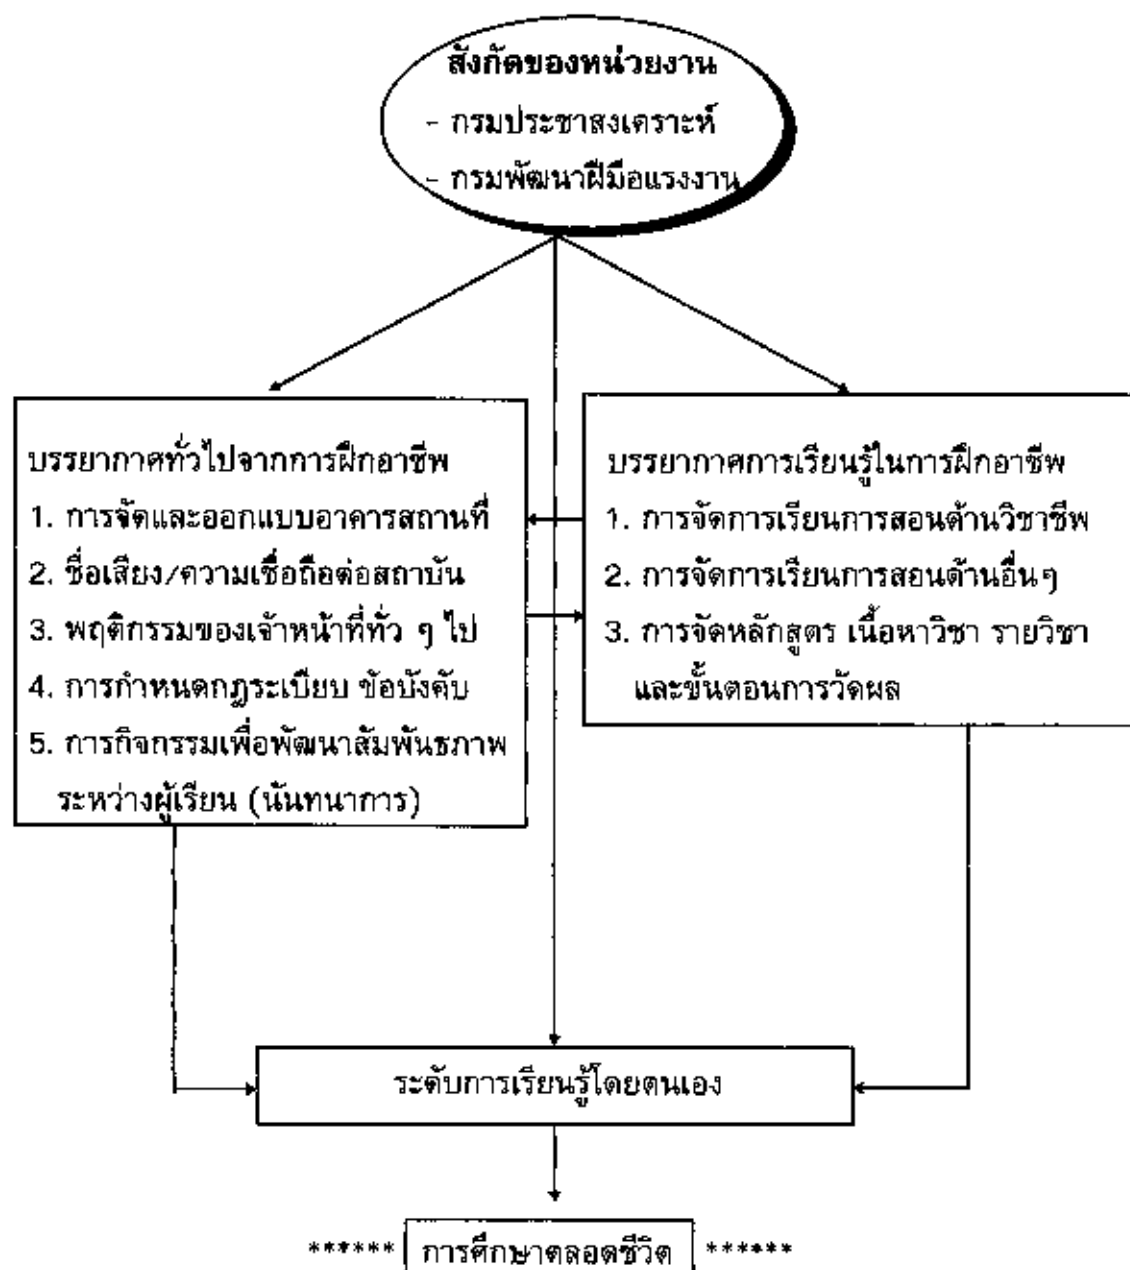 สังกัดของหน่วยงาน
- กรมประชาสงเคราะห์
- กรมพัฒนาฝีมือแรงงาน
บรรยากาศทั่วไปจากการฝึกอาชีพ
1. การจัดและออกแบบอาคารสถานที่
2. ชื่อเสียง/ความเชื่อถือต่อสถาบัน
3. พฤติกรรมของเจ้าหน้าที่ทั่ว ๆ ไป
4. การกำหนดกฎระเบียบ ข้อบังคับ
5. การกิจกรรมเพื่อพัฒนาสัมพันธภาพ
ระหว่างผู้เรียน (นันทนาการ)
บรรยากาศการเรียนรู้ในการฝึกอาชีพ
1. การจัดการเรียนการสอนด้านวิชาชีพ
2. การจัดการเรียนการสอนด้านอื่นๆ
3. การจัดหลักสูตร เนื้อหาวิชา รายวิชา
และขั้นตอนการวัดผล
ระดับการเรียนรู้โดยตนเอง
****** การศึกษาตลอดชีวิต ******